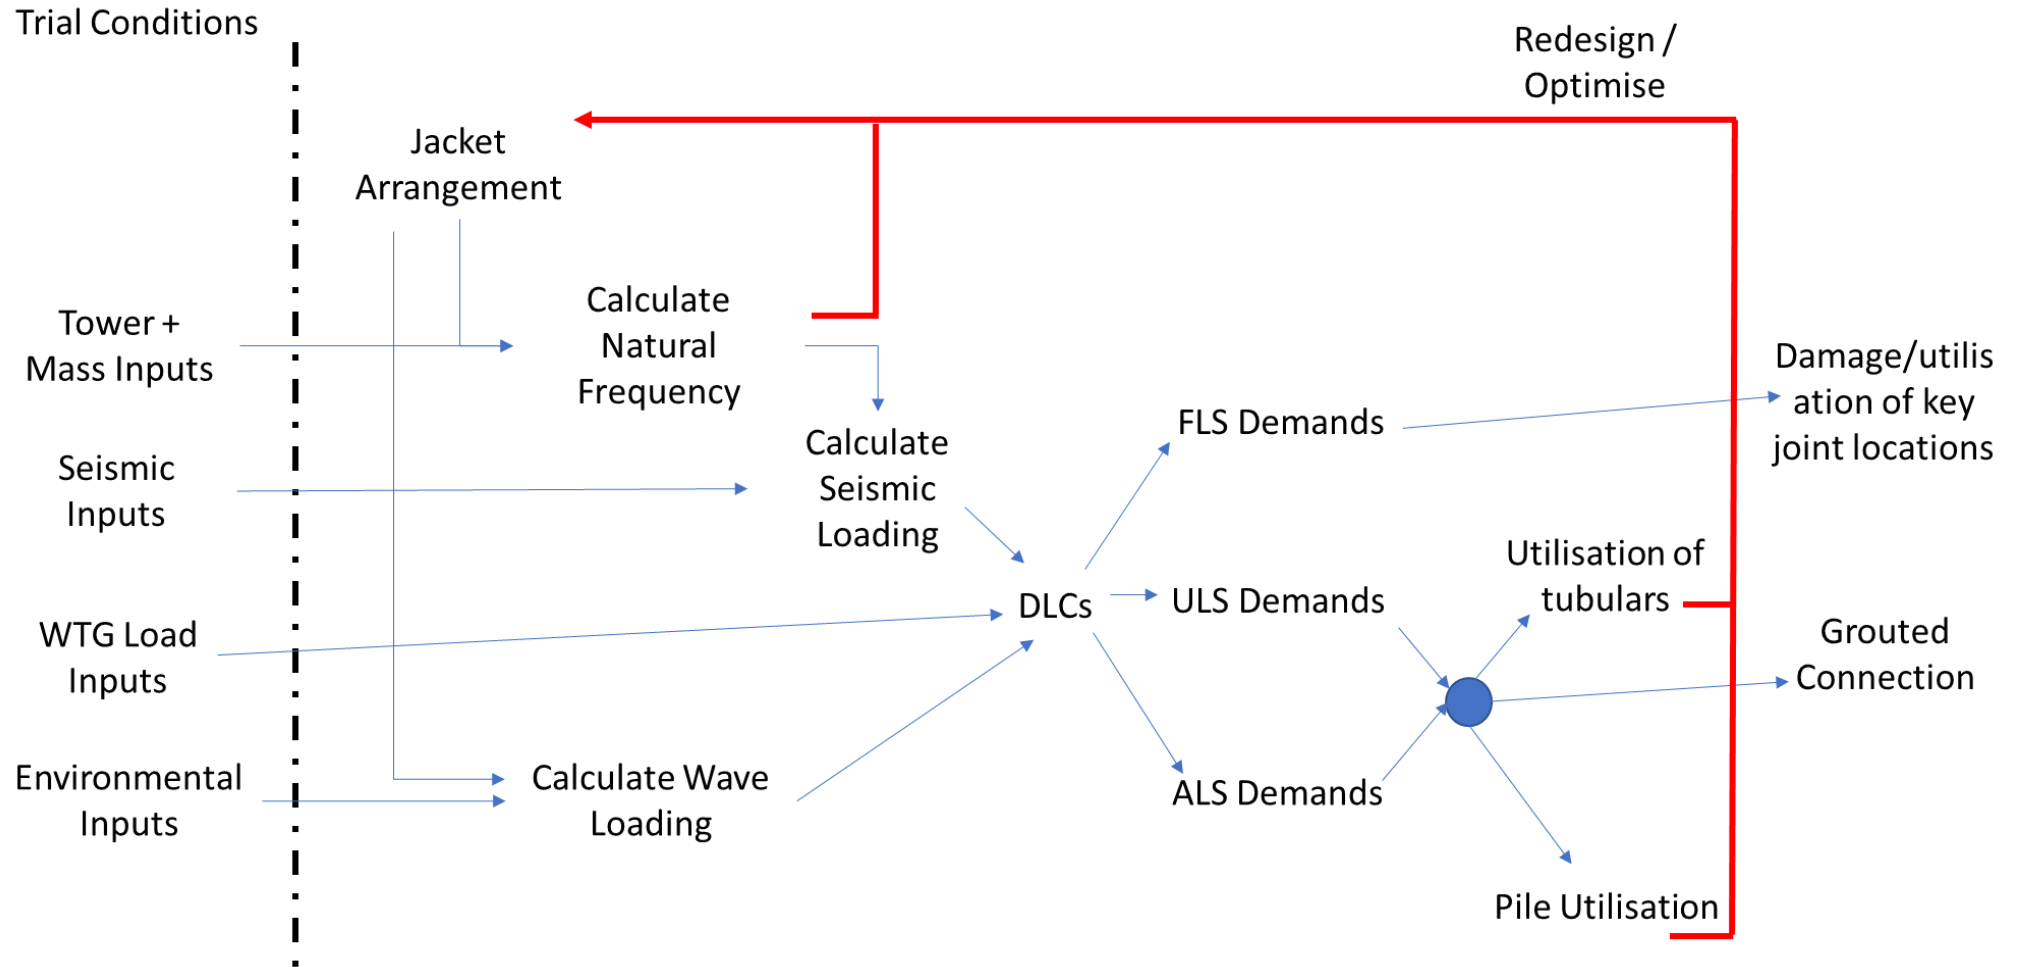 Trial Conditions
Redesign /
Optimise
Jacket
Arrangement
Calculate
Natural
Frequency
Tower +
Mass Inputs
Damage/utilis
ation of key
joint locations
FLS Demands
Calculate
Seismic
Loading
Seismic
Inputs
Utilisation of
tubulars
DLCs
ULS Demands
WTG Load
Inputs
Grouted
Connection
Environmental
Inputs
Calculate Wave
Loading
ALS Demands
Pile Utilisation